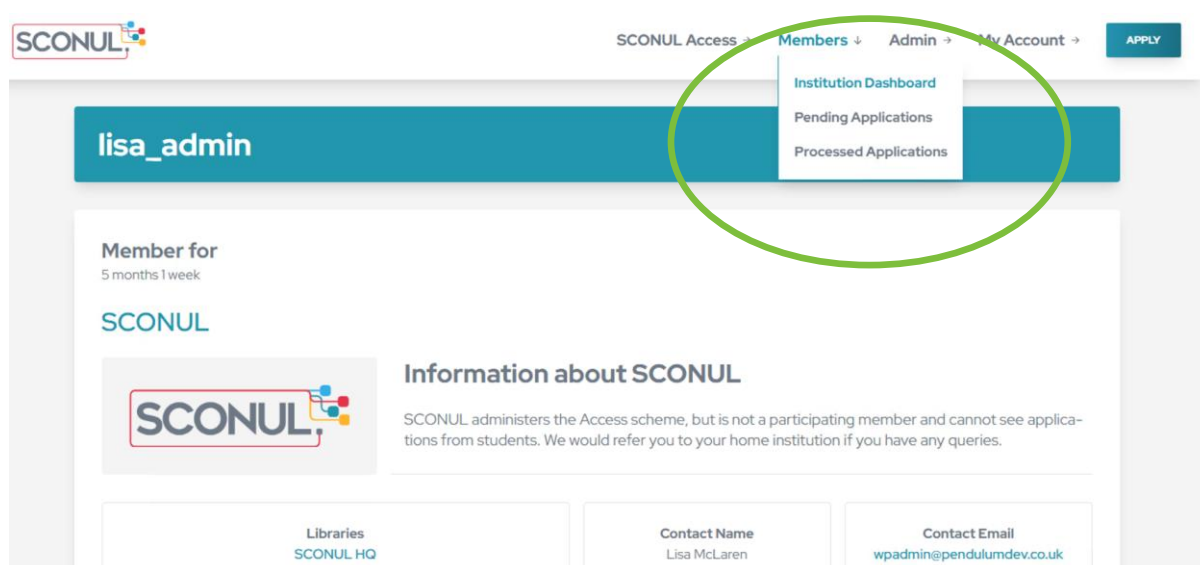 SCONUL
SCONUL Access → Members ↓ Admin → My Account → APPLY
Institution Dashboard
Pending Applications
Processed Applications
lisa_admin
Member for
5 months 1 week
SCONUL
SCONUL
Information about SCONUL
SCONUL administers the Access scheme, but is not a participating member and cannot see applica-
tions from students. We would refer you to your home institution if you have any queries.
Libraries
SCONUL HQ
Contact Name
Lisa McLaren
Contact Email
wpadmin@pendulumdev.co.uk